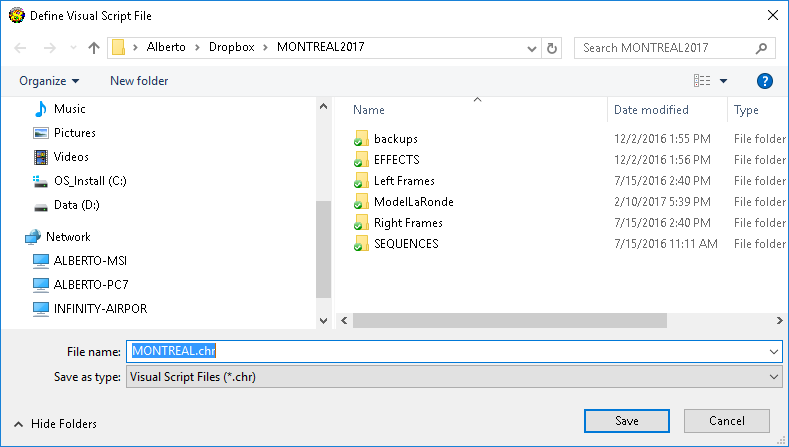 Define Visual Script File
Alberto Dropbox MONTREAL2017
Search MONTREAL2017
Organize New folder
Music
Pictures
Videos
OS_Install (C:)
Data (D:)
Network
ALBERTO-MSI
ALBERTO-PC7
INFINITY-AIRPOR
Name Date modified Type
backups 12/2/2016 1:55 PM File folder
EFFECTS 12/2/2016 1:56 PM File folder
Left Frames 7/15/2016 2:40 PM File folder
ModelLaRonde 2/10/2017 5:39 PM File folder
Right Frames 7/15/2016 2:40 PM File folder
SEQUENCES 7/15/2016 11:11 AM File folder
File name: MONTREAL.chr
Save as type: Visual Script Files (*.chr)
Hide Folders
Save Cancel